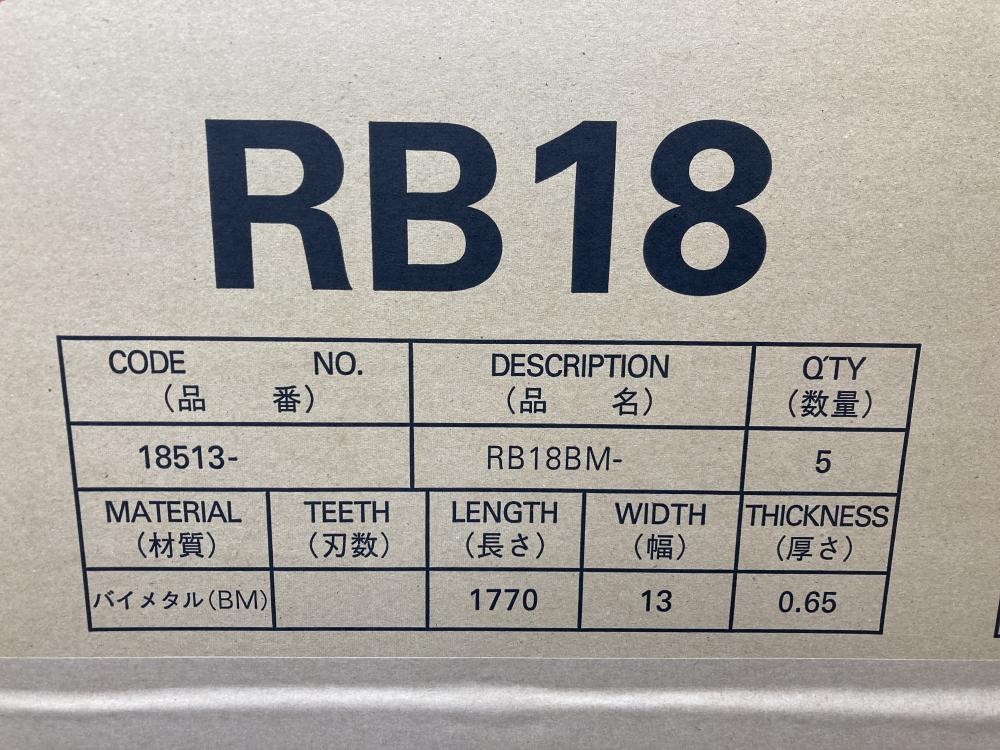 RB18
CODE NO. DESCRIPTION Q'TY
（品 番） （品 名） （数量）
18513- RB18BM- 5
MATERIAL TEETH LENGTH WIDTH THICKNESS
（材質） （刃数） （長さ） （幅） （厚さ）
バイメタル（BM） 1770 13 0.65